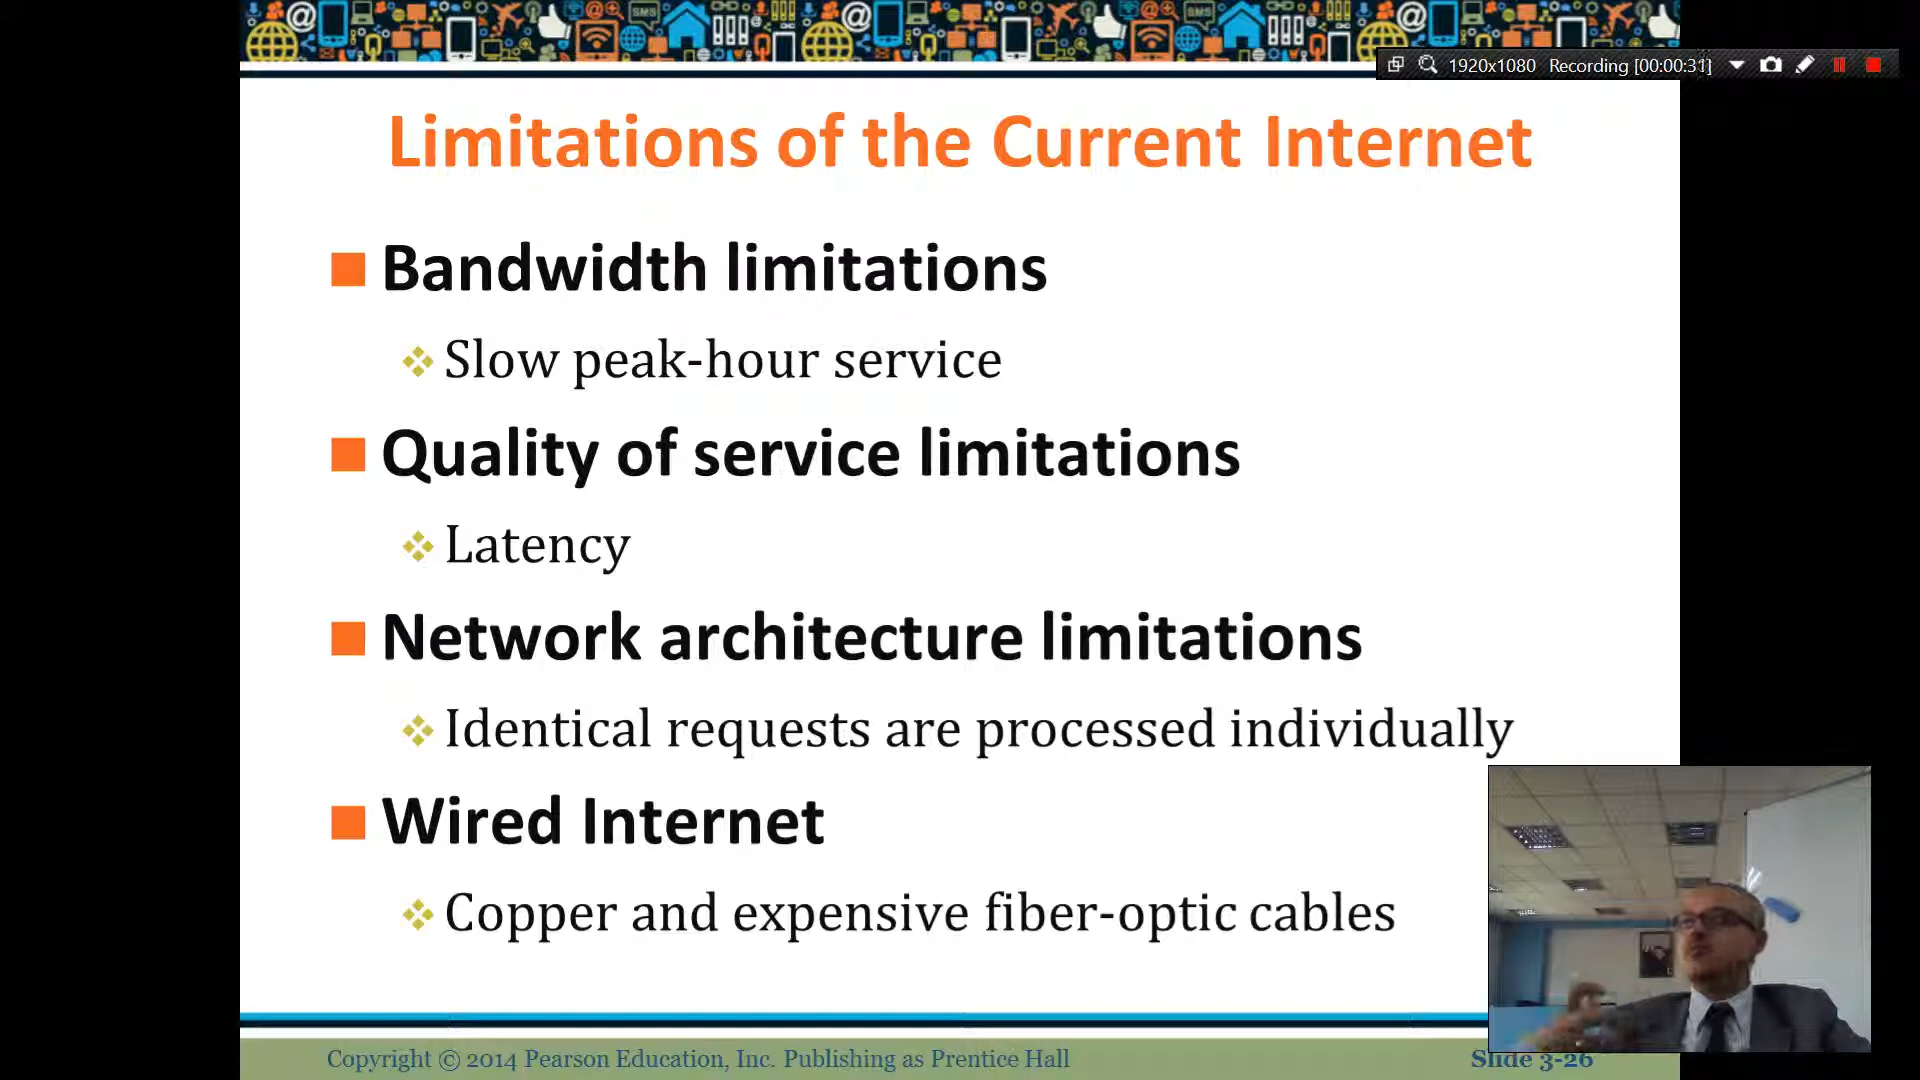 1920x1080 Recording [00:00:31]
Limitations of the Current Internet
Bandwidth limitations
Slow peak-hour service
Quality of service limitations
Latency
Network architecture limitations
Identical requests are processed individually
Wired Internet
Copper and expensive fiber-optic cables
Copyright © 2014 Pearson Education, Inc. Publishing as Prentice Hall
Slide 3-26